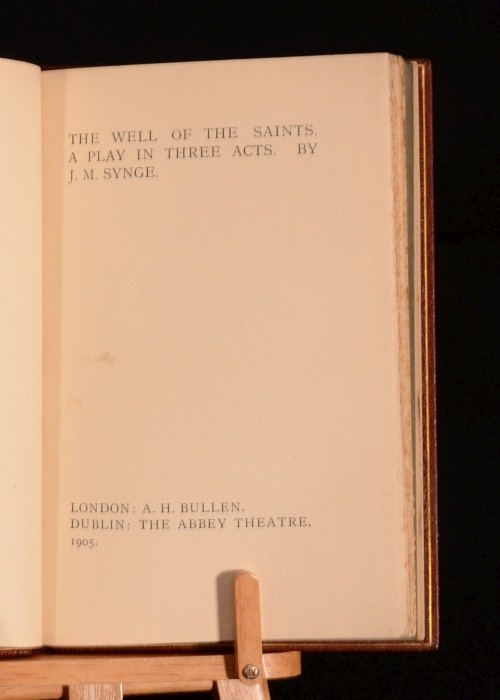 THE WELL OF THE SAINTS.
A PLAY IN THREE ACTS. BY
J. M. SYNGE.
LONDON: A. H. BULLEN.
DUBLIN: THE ABBEY THEATRE,
1905.